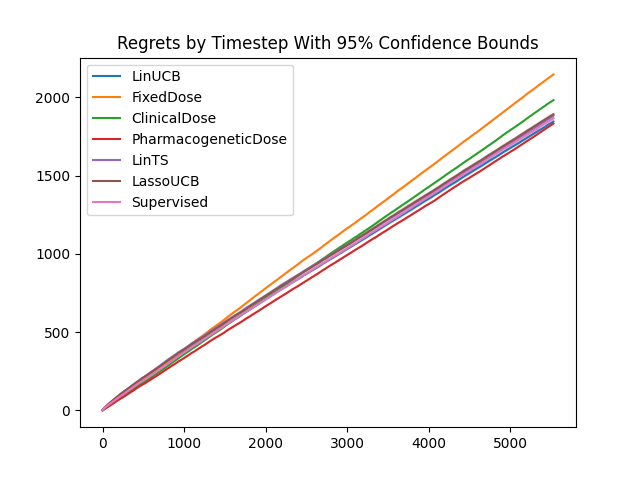 Regrets by Timestep With 95% Confidence Bounds
LinUCB
FixedDose
ClinicalDose
PharmacogeneticDose
LinTS
LassoUCB
Supervised
2000
1500
1000
500
0
0 1000 2000 3000 4000 5000